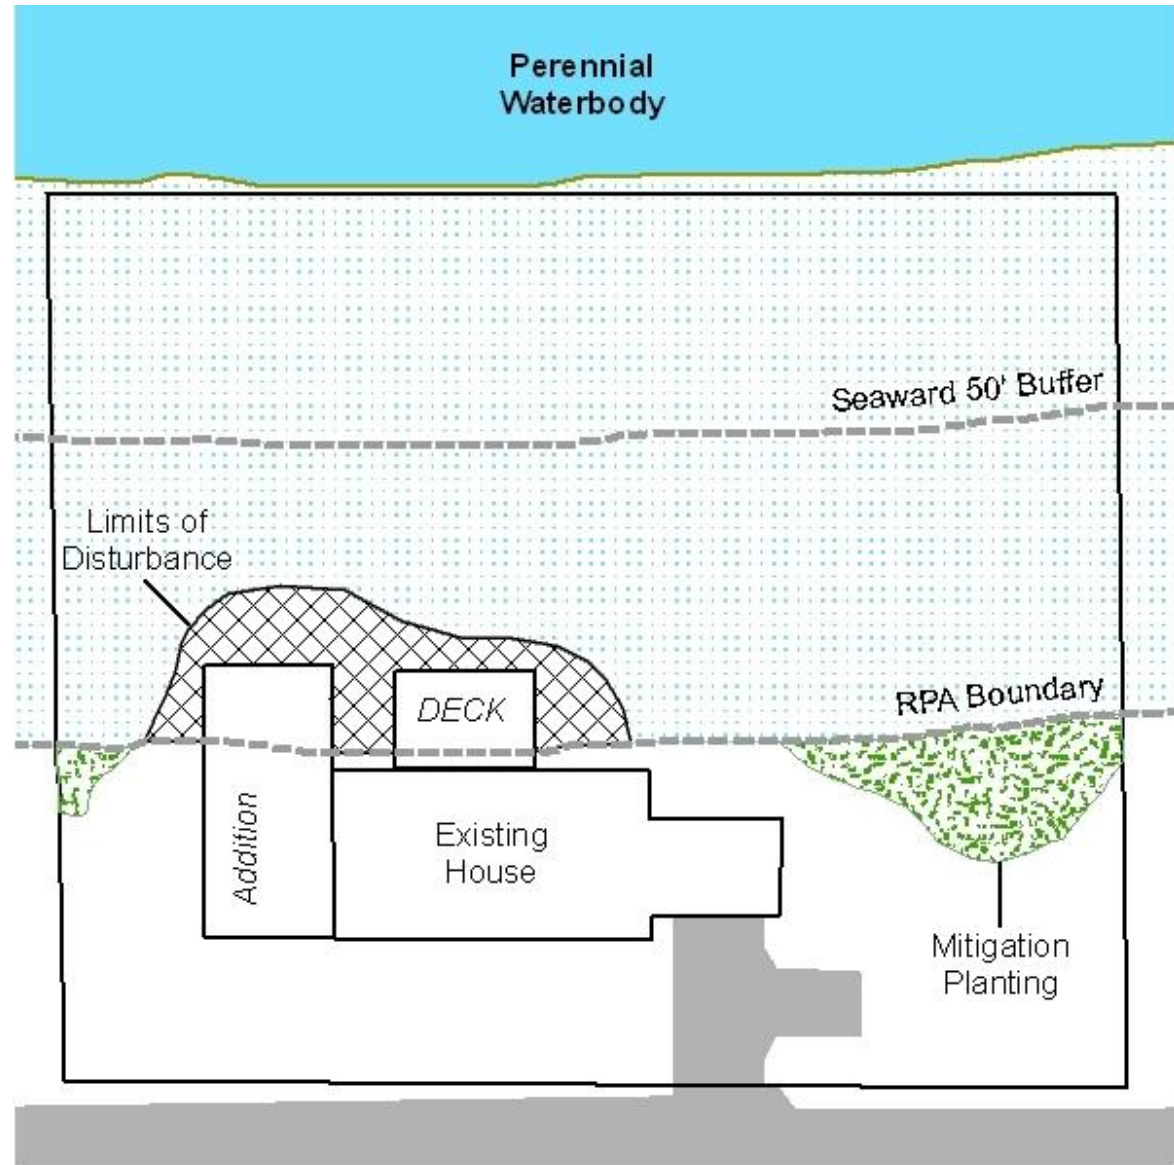 Perennial
Waterbody
Seaward 50' Buffer
Limits of
Disturbance
RPA Boundary
DECK
Addition
Existing
House
Mitigation
Planting